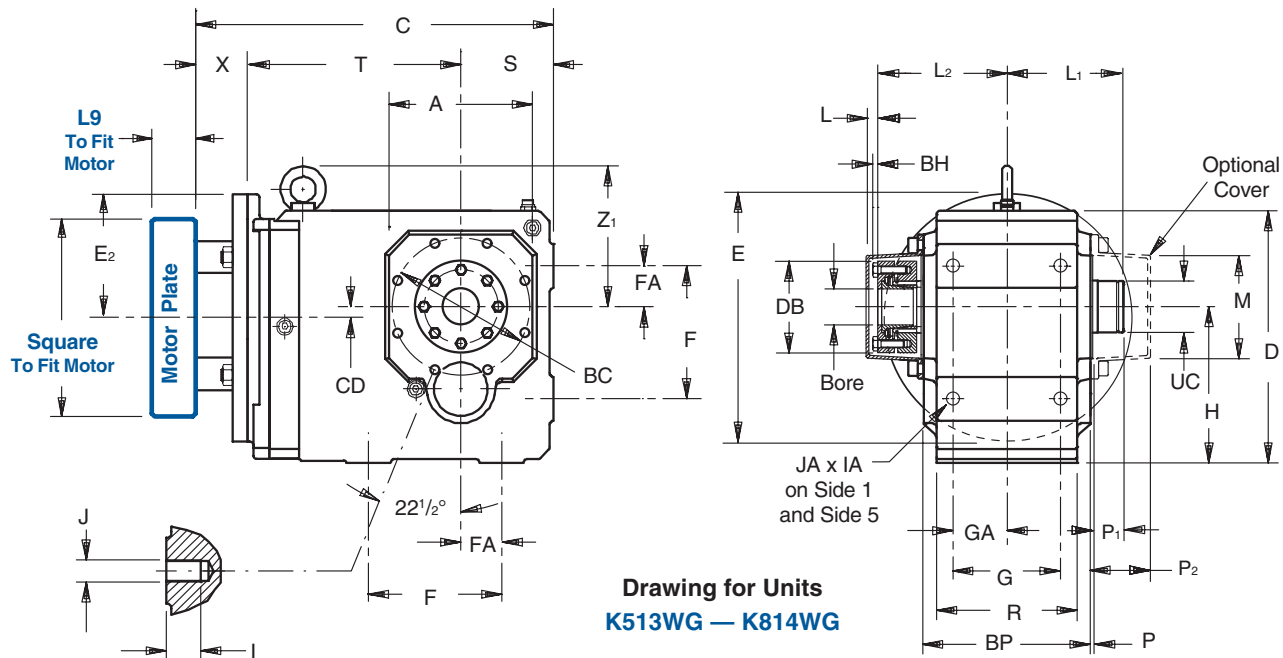 C
X
T
S
L2
L1
A
L
L9
To Fit
Motor
BH
Optional
Cover
E2
Z1
FA
E
DB
F
M
D
Motor Plate
Square
To Fit Motor
CD
BC
Bore
UC
H
JA x IA
on Side 1
and Side 5
J
22 1/2°
FA
GA
P1
F
G
P2
Drawing for Units
K513WG — K814WG
R
BP
P
I